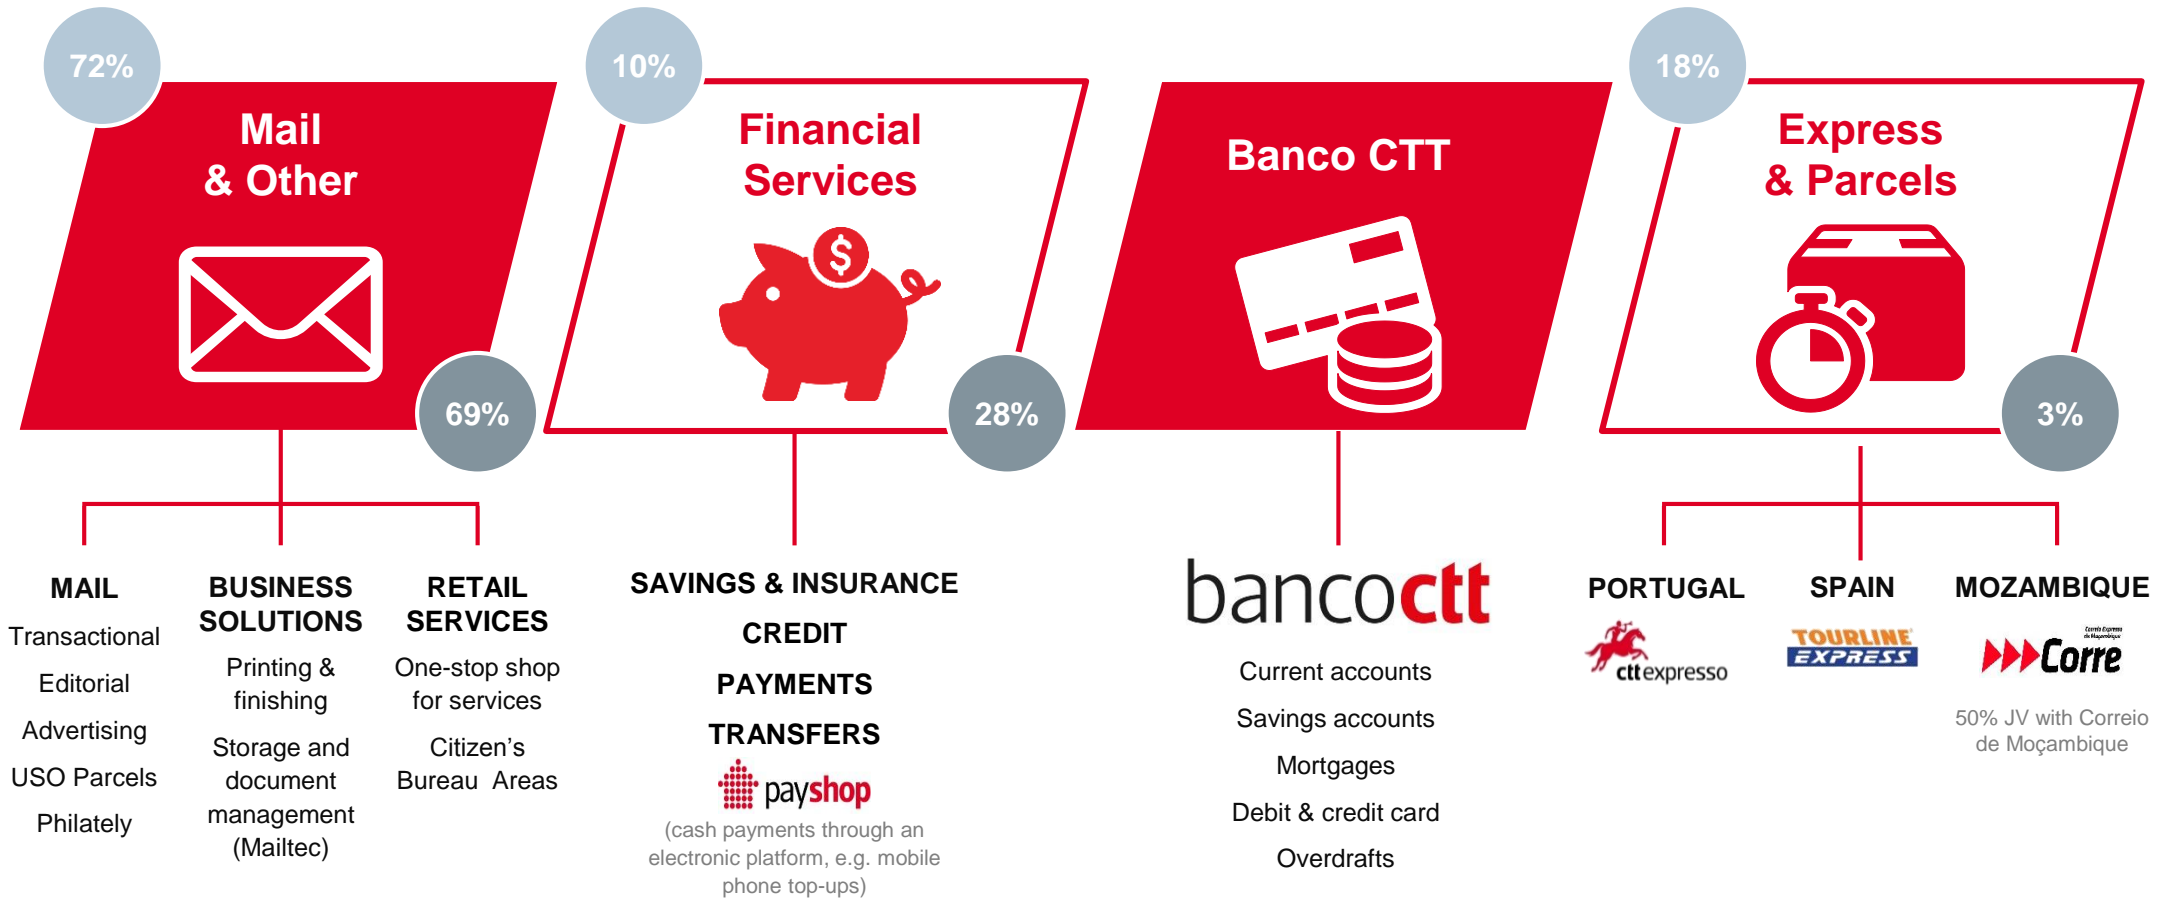 72%
Mail
& Other
69%
10%
Financial
Services
$
28%
Banco CTT
18%
Express
& Parcels
3%
MAIL
Transactional
Editorial
Advertising
USO Parcels
Philately
BUSINESS
SOLUTIONS
Printing &
finishing
Storage and
document
management
(Mailtec)
RETAIL
SERVICES
One-stop shop
for services
Citizen's
Bureau Areas
SAVINGS & INSURANCE
CREDIT
PAYMENTS
TRANSFERS
payshop
(cash payments through an
electronic platform, e.g. mobile
phone top-ups)
bancoctt
Current accounts
Savings accounts
Mortgages
Debit & credit card
Overdrafts
PORTUGAL
cttexpresso
SPAIN
TOURLINE
EXPRESS
MOZAMBIQUE
Correio Expresso
de Moçambique
Corre
50% JV with Correio
de Moçambique